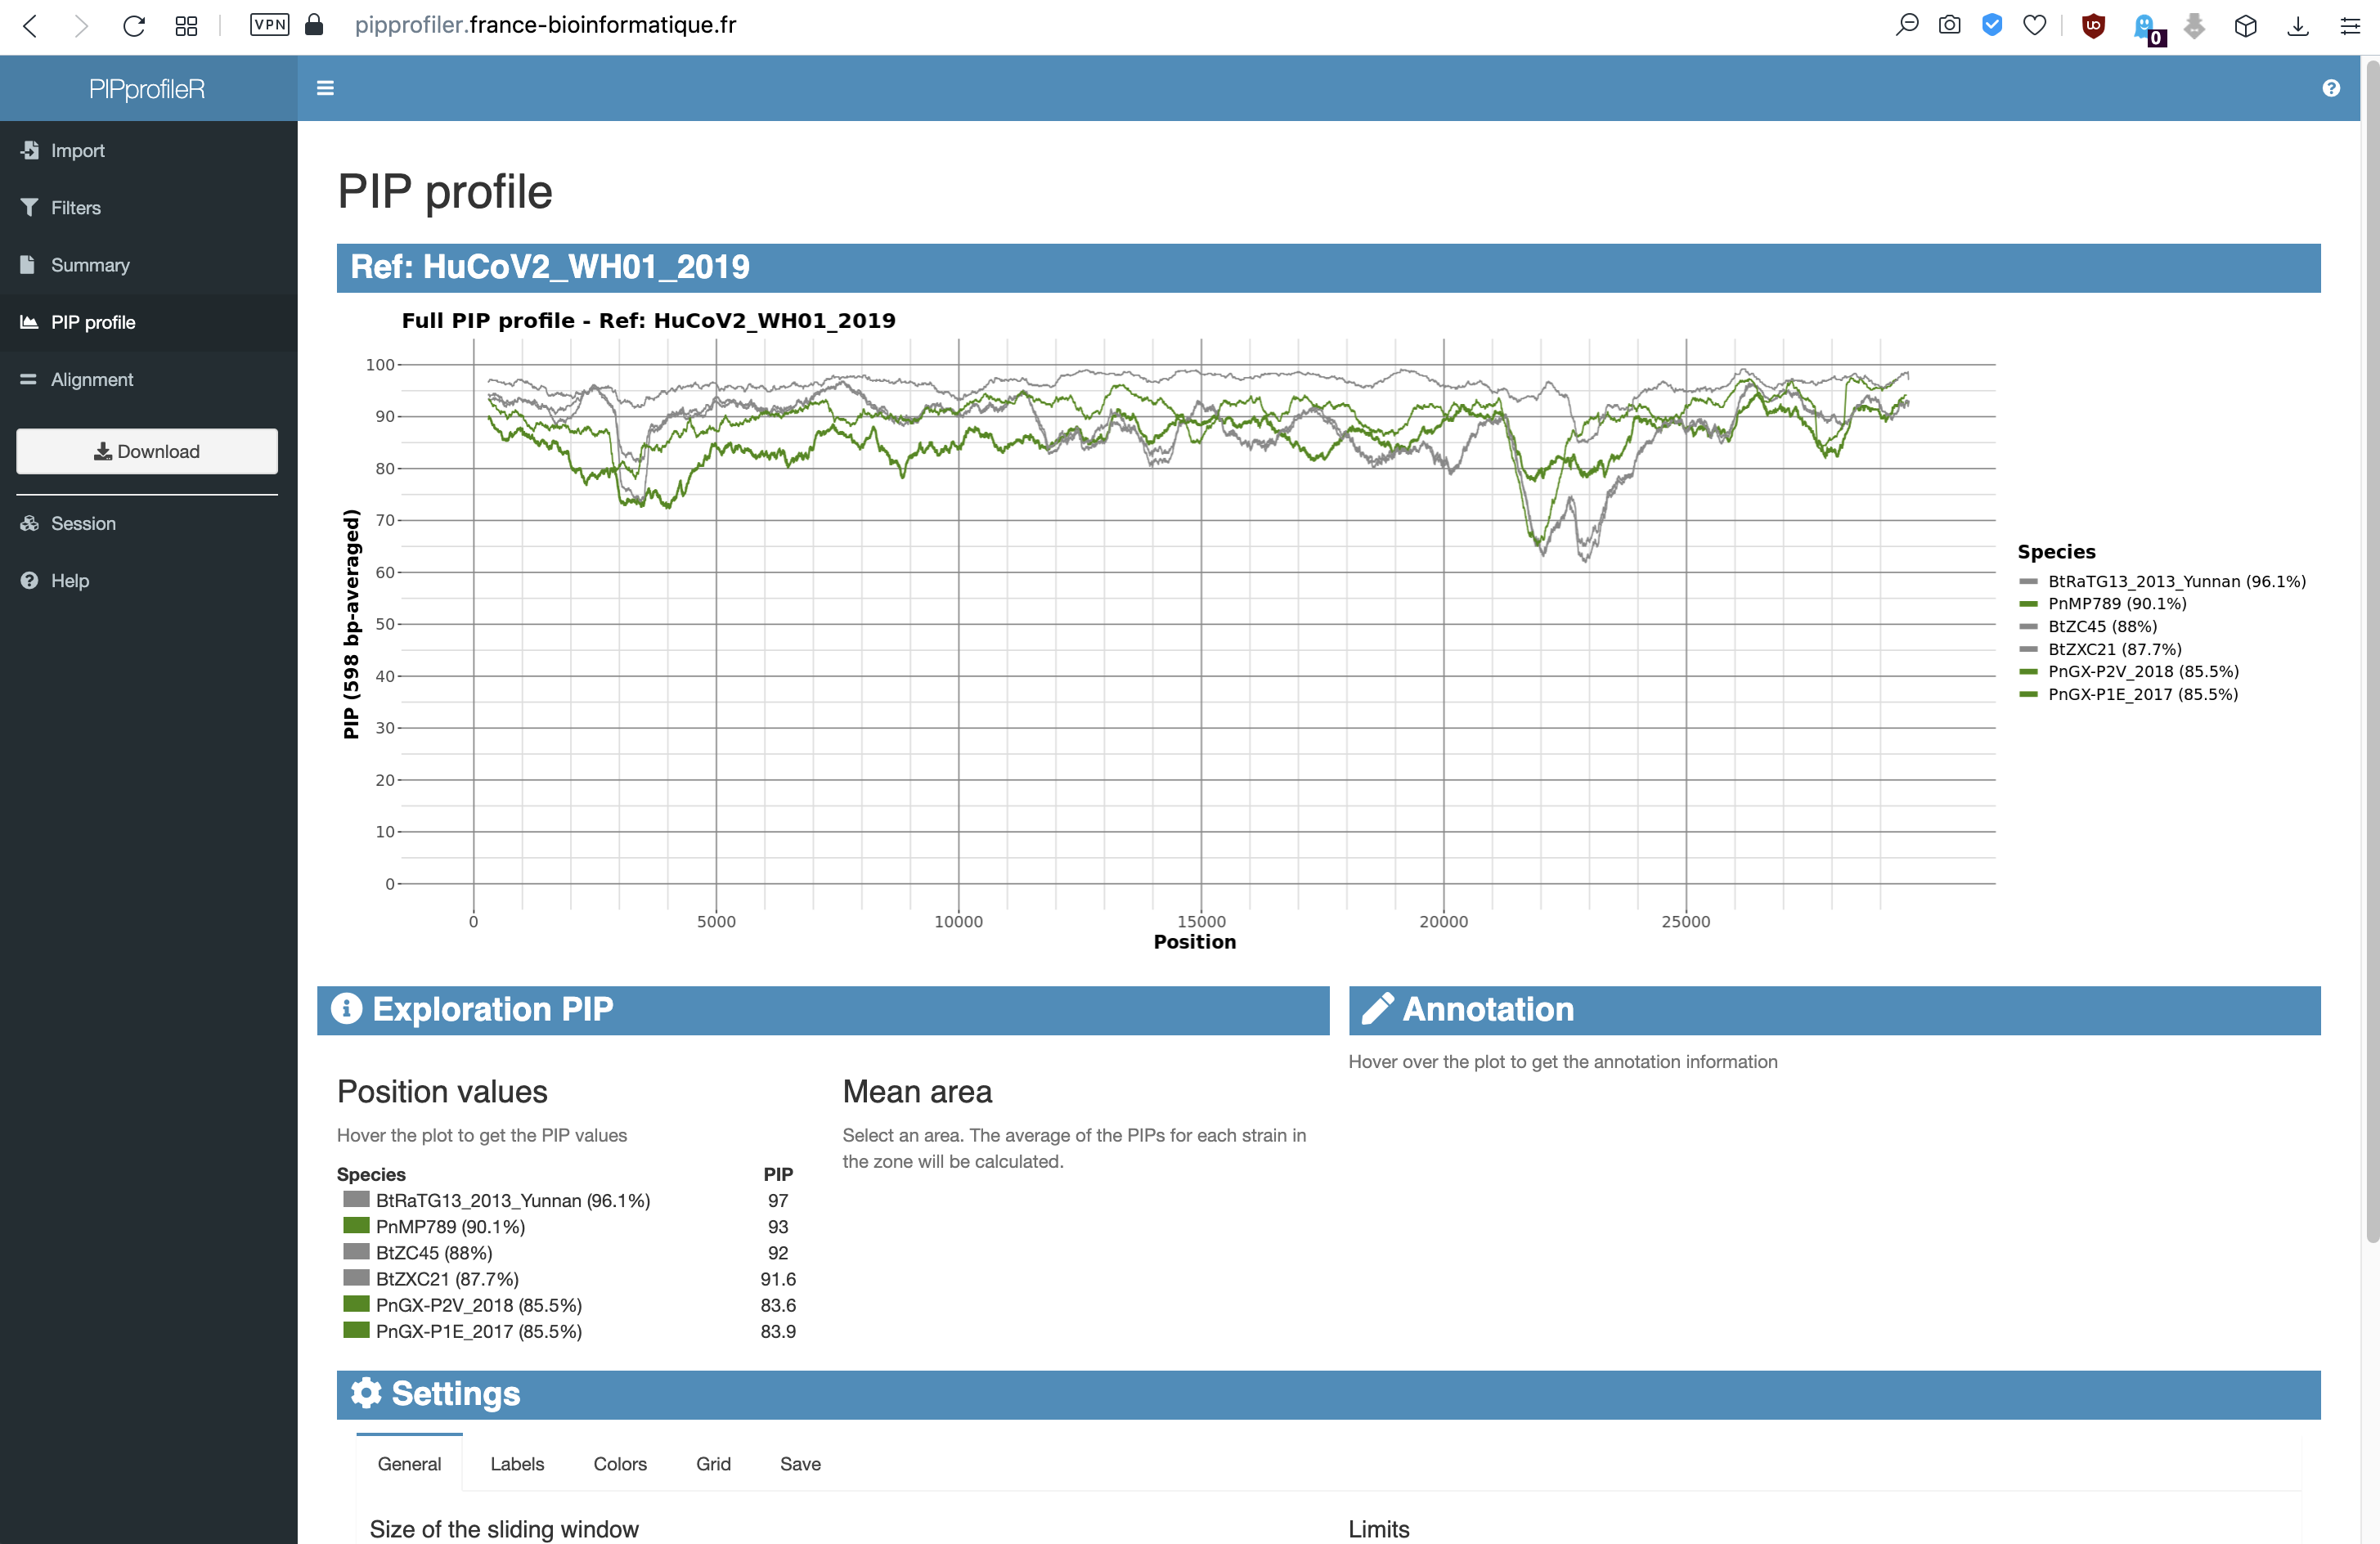 VPN pipprofiler.france-bioinformatique.fr
0
PIPprofileR
Import
Filters
Summary
PIP profile
Alignment
Download
Session
Help
PIP profile
Ref: HuCoV2_WH01_2019
Full PIP profile - Ref: HuCoV2_WH01_2019
PIP (598 bp-averaged)
100
90
80
70
60
50
40
30
20
10
0
0 5000 10000 15000 20000 25000
Position
Species
BtRaTG13_2013_Yunnan (96.1%)
PnMP789 (90.1%)
BtZC45 (88%)
BtZXC21 (87.7%)
PnGX-P2V_2018 (85.5%)
PnGX-P1E_2017 (85.5%)
Exploration PIP
Position values
Hover the plot to get the PIP values
Species PIP
BtRaTG13_2013_Yunnan (96.1%) 97
PnMP789 (90.1%) 93
BtZC45 (88%) 92
BtZXC21 (87.7%) 91.6
PnGX-P2V_2018 (85.5%) 83.6
PnGX-P1E_2017 (85.5%) 83.9
Mean area
Select an area. The average of the PIPs for each strain in
the zone will be calculated.
Annotation
Hover over the plot to get the annotation information
Settings
General Labels Colors Grid Save
Size of the sliding window
Limits